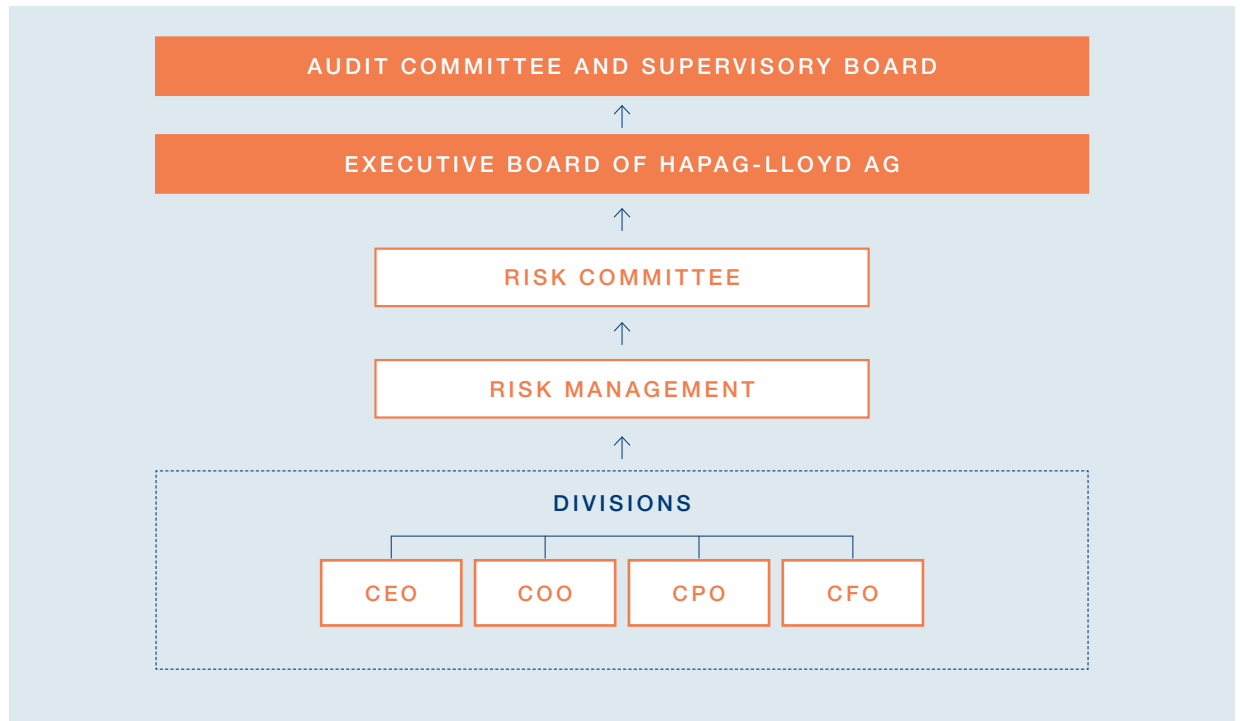 AUDIT COMMITTEE AND SUPERVISORY BOARD
EXECUTIVE BOARD OF HAPAG-LLOYD AG
RISK COMMITTEE
RISK MANAGEMENT
DIVISIONS
CEO COO CPO CFO